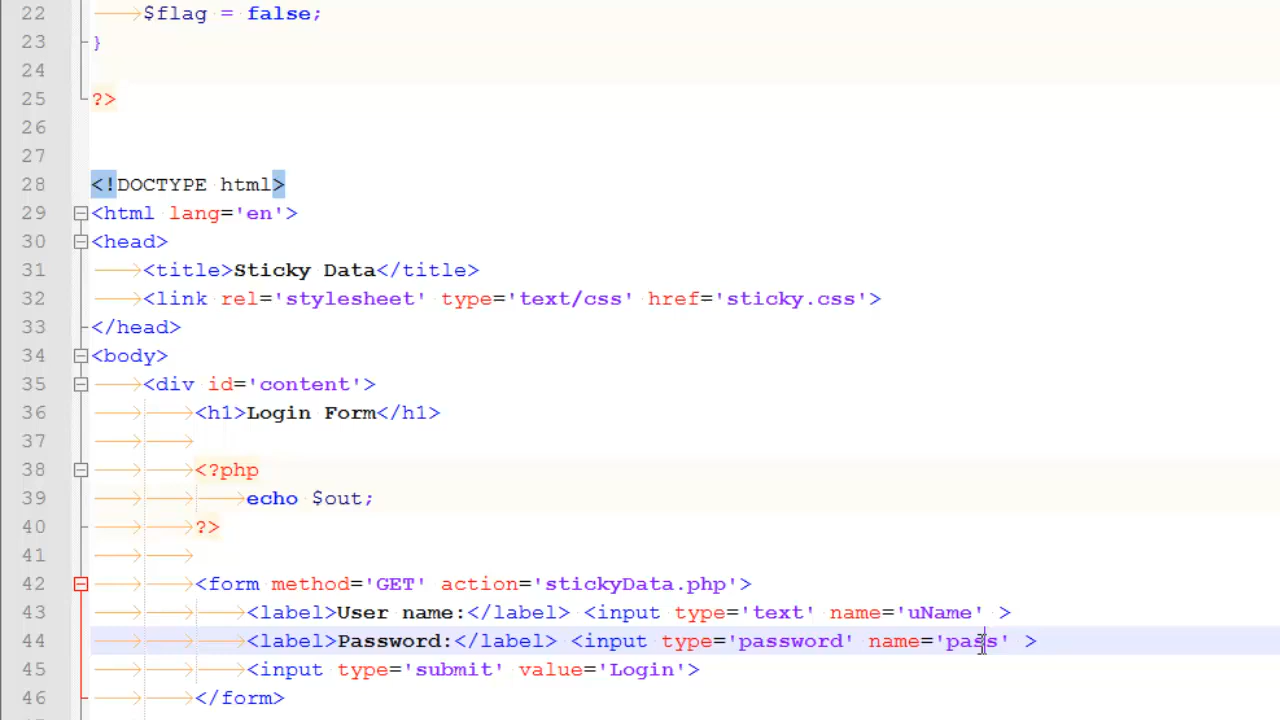 22 $flag = false;
23 }
24
25 ?>
26
27
28 <!DOCTYPE html>
29 <html lang='en'>
30 <head>
31 <title>Sticky Data</title>
32 <link rel='stylesheet' type='text/css' href='sticky.css'>
33 </head>
34 <body>
35 <div id='content'>
36 <h1>Login Form</h1>
37
38 <?php
39 echo $out;
40 ?>
41
42 <form method='GET' action='stickyData.php'>
43 <label>User name:</label> <input type='text' name='uName' >
44 <label>Password:</label> <input type='password' name='pass' >
45 <input type='submit' value='Login'>
46 </form>